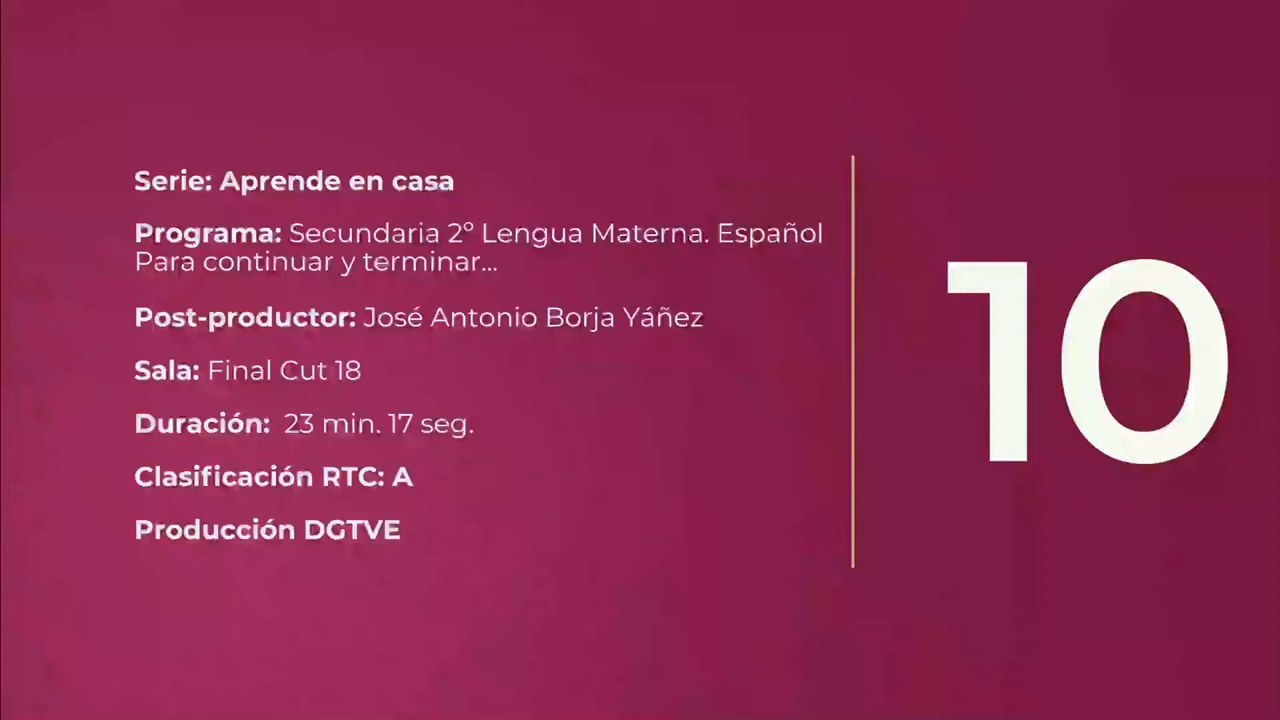 Serie: Aprende en casa
Programa: Secundaria 2º Lengua Materna. Español
Para continuar y terminar...
Post-productor: José Antonio Borja Yáñez
Sala: Final Cut 18
Duración: 23 min. 17 seg.
Clasificación RTC: A
Producción DGTVE
10